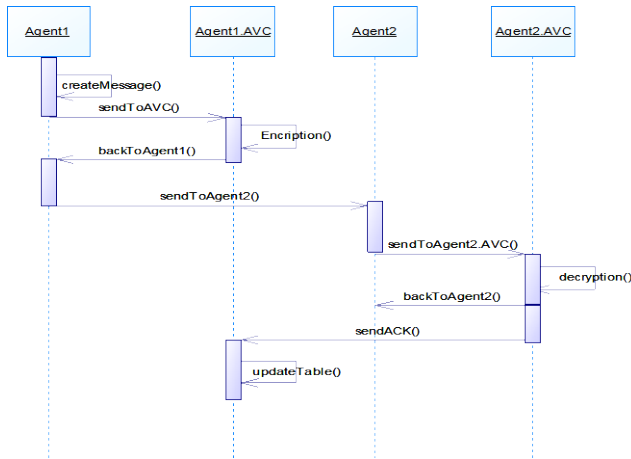 Agent1
Agent1.AVC
Agent2
Agent2.AVC
createMessage()
sendToAVC()
Encription()
backToAgent1()
sendToAgent2()
sendToAgent2.AVC()
decryption()
backToAgent2()
sendACK()
updateTable()